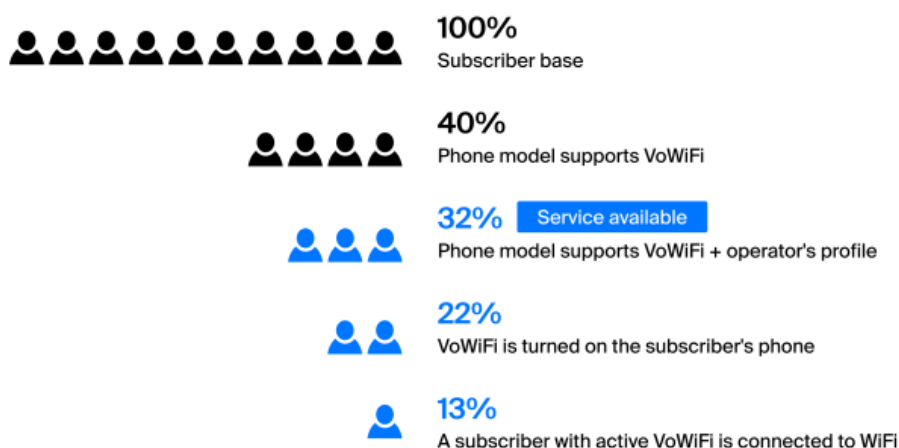 100%
Subscriber base
40%
Phone model supports VoWiFi
32% Service available
Phone model supports VoWiFi + operator's profile
22%
VoWiFi is turned on the subscriber's phone
13%
A subscriber with active VoWiFi is connected to WiFi